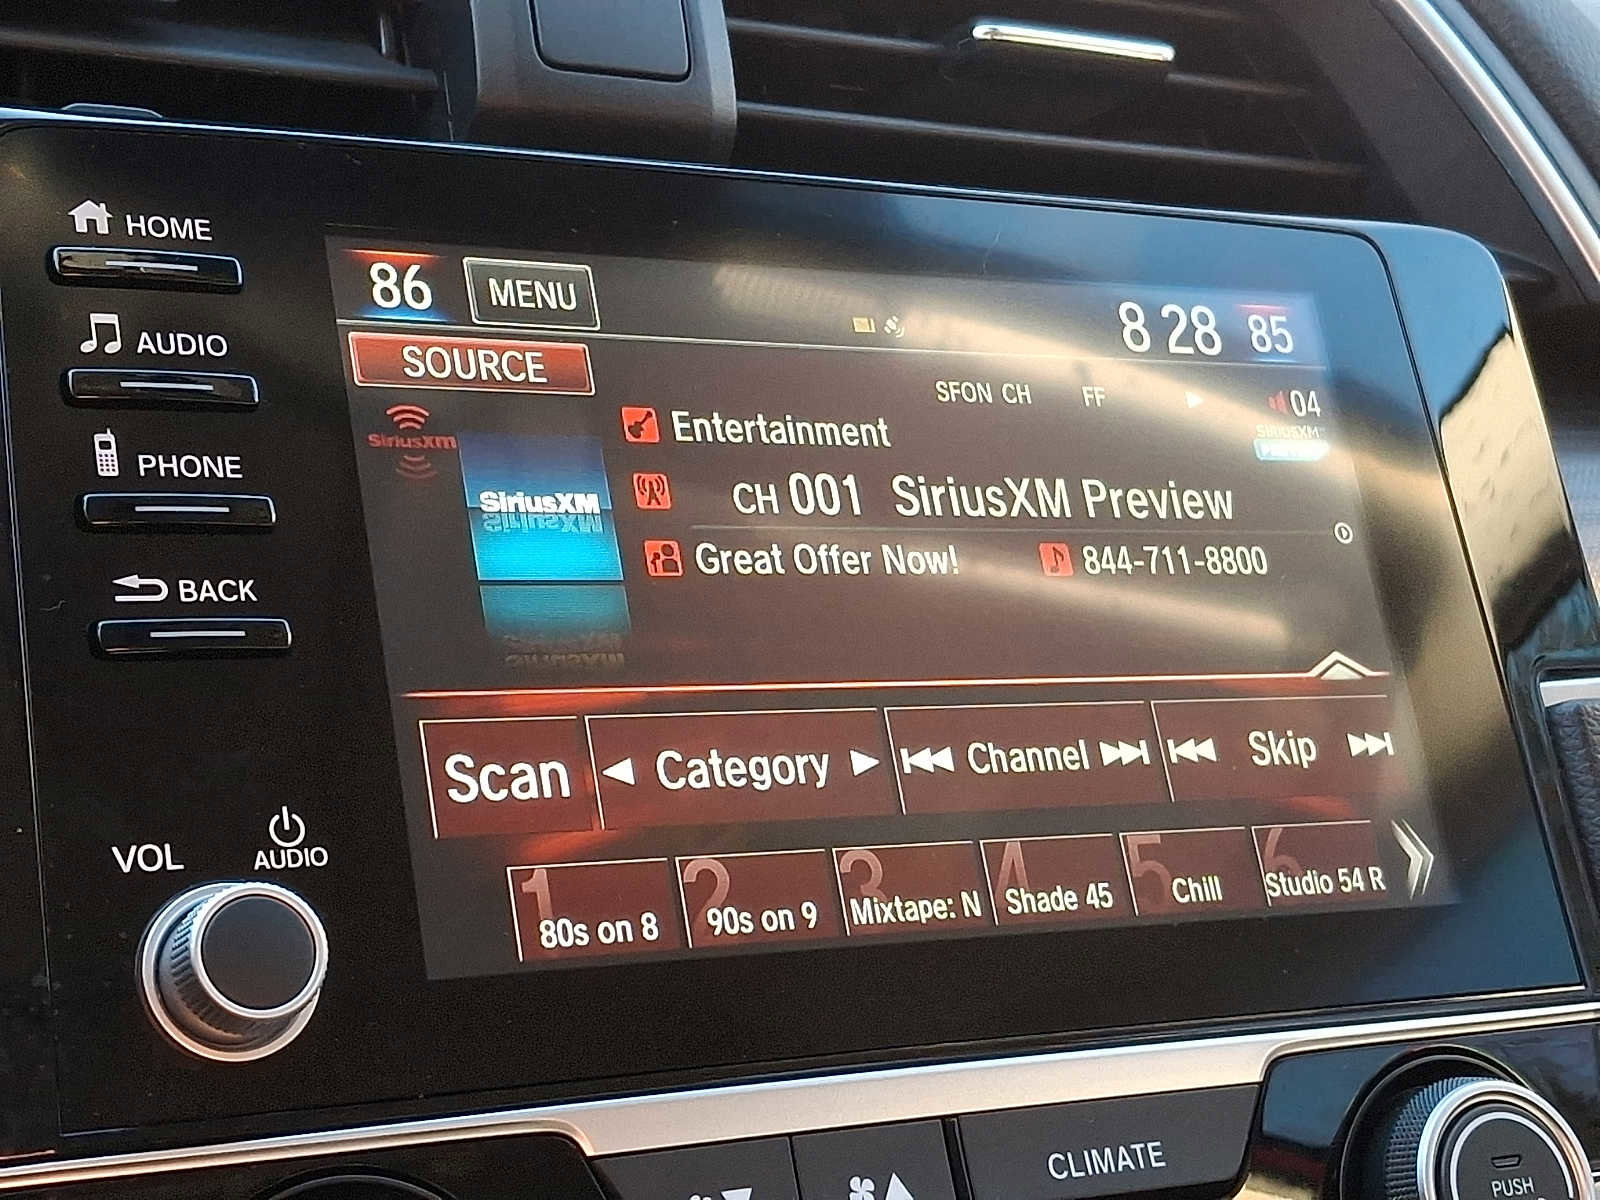 HOME
AUDIO
PHONE
BACK
VOL
AUDIO
86 MENU 8 28 85
SOURCE
SFON CH FF 04
SiriusXm
SiriusXM
SIRIUSXM
Entertainment
CH 001 SiriusXM Preview
Great Offer Now! 844-711-8800
Scan Category Channel Skip
1 2 3 4 5 6
80s on 8 90s on 9 Mixtape: N Shade 45 Chill Studio 54 R
CLIMATE
PUSH